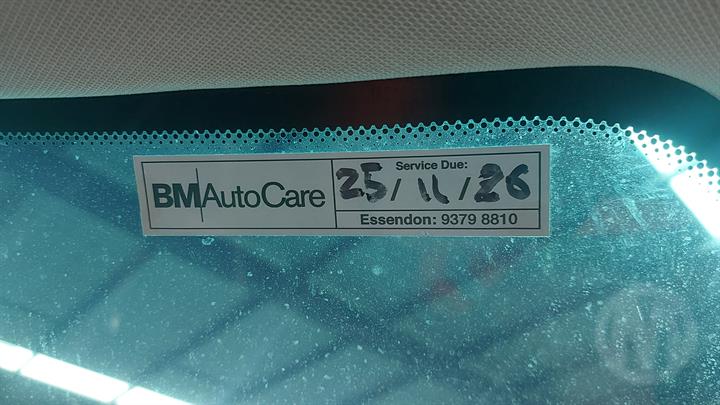 BMAutoCare
Service Due:
25/11/26
Essendon: 9379 8810